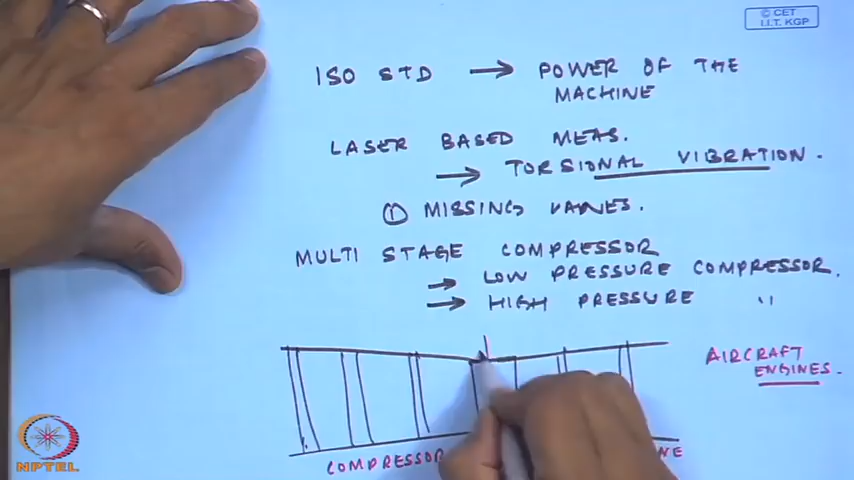 © CET
I.I.T. KGP
ISO STD → POWER OF THE
MACHINE
LASER BASED MEAS.
→ TORSIONAL VIBRATION.
① MISSING VANES.
MULTI STAGE COMPRESSOR
→ LOW PRESSURE COMPRESSOR.
→ HIGH PRESSURE "
AIRCRAFT
ENGINES.
COMPRESSOR
NPTEL